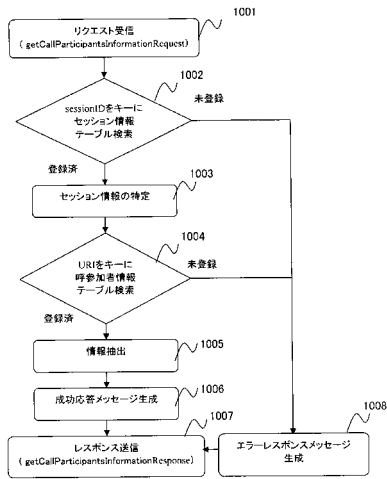 1001
リクエスト受信
( getCallParticipantsInformationRequest)
1002
sessionIDをキーに
セッション情報
テーブル検索
未登録
登録済
1003
セッション情報の特定
1004
URIをキーに
呼参加者情報
テーブル検索
未登録
登録済
情報抽出
1005
成功応答メッセージ生成
1006
1007
レスポンス送信
( getCallParticipantsInformationResponse)
1008
エラーレスポンスメッセージ
生成